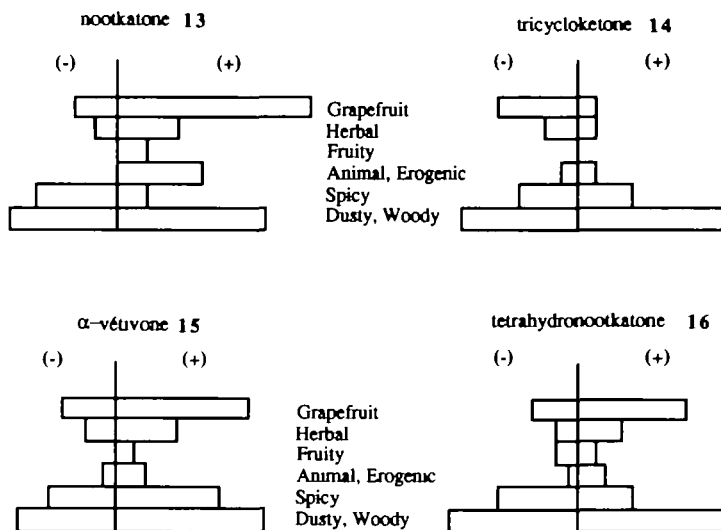 nootkatone 13
tricycloketone 14
(-) (+)
(-) (+)
Grapefruit
Herbal
Fruity
Animal, Erogenic
Spicy
Dusty, Woody
α-vétivone 15
tetrahydronootkatone 16
(-) (+)
(-) (+)
Grapefruit
Herbal
Fruity
Animal, Erogenic
Spicy
Dusty, Woody